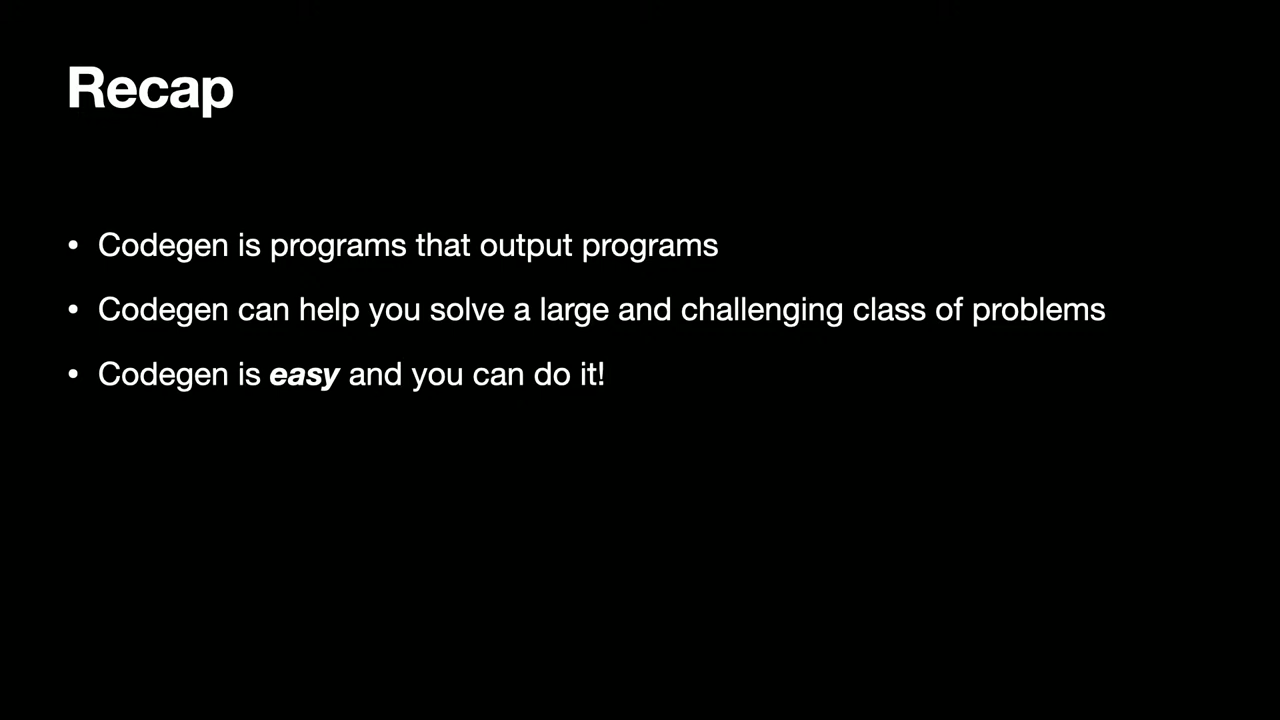 Recap
• Codegen is programs that output programs
• Codegen can help you solve a large and challenging class of problems
• Codegen is easy and you can do it!